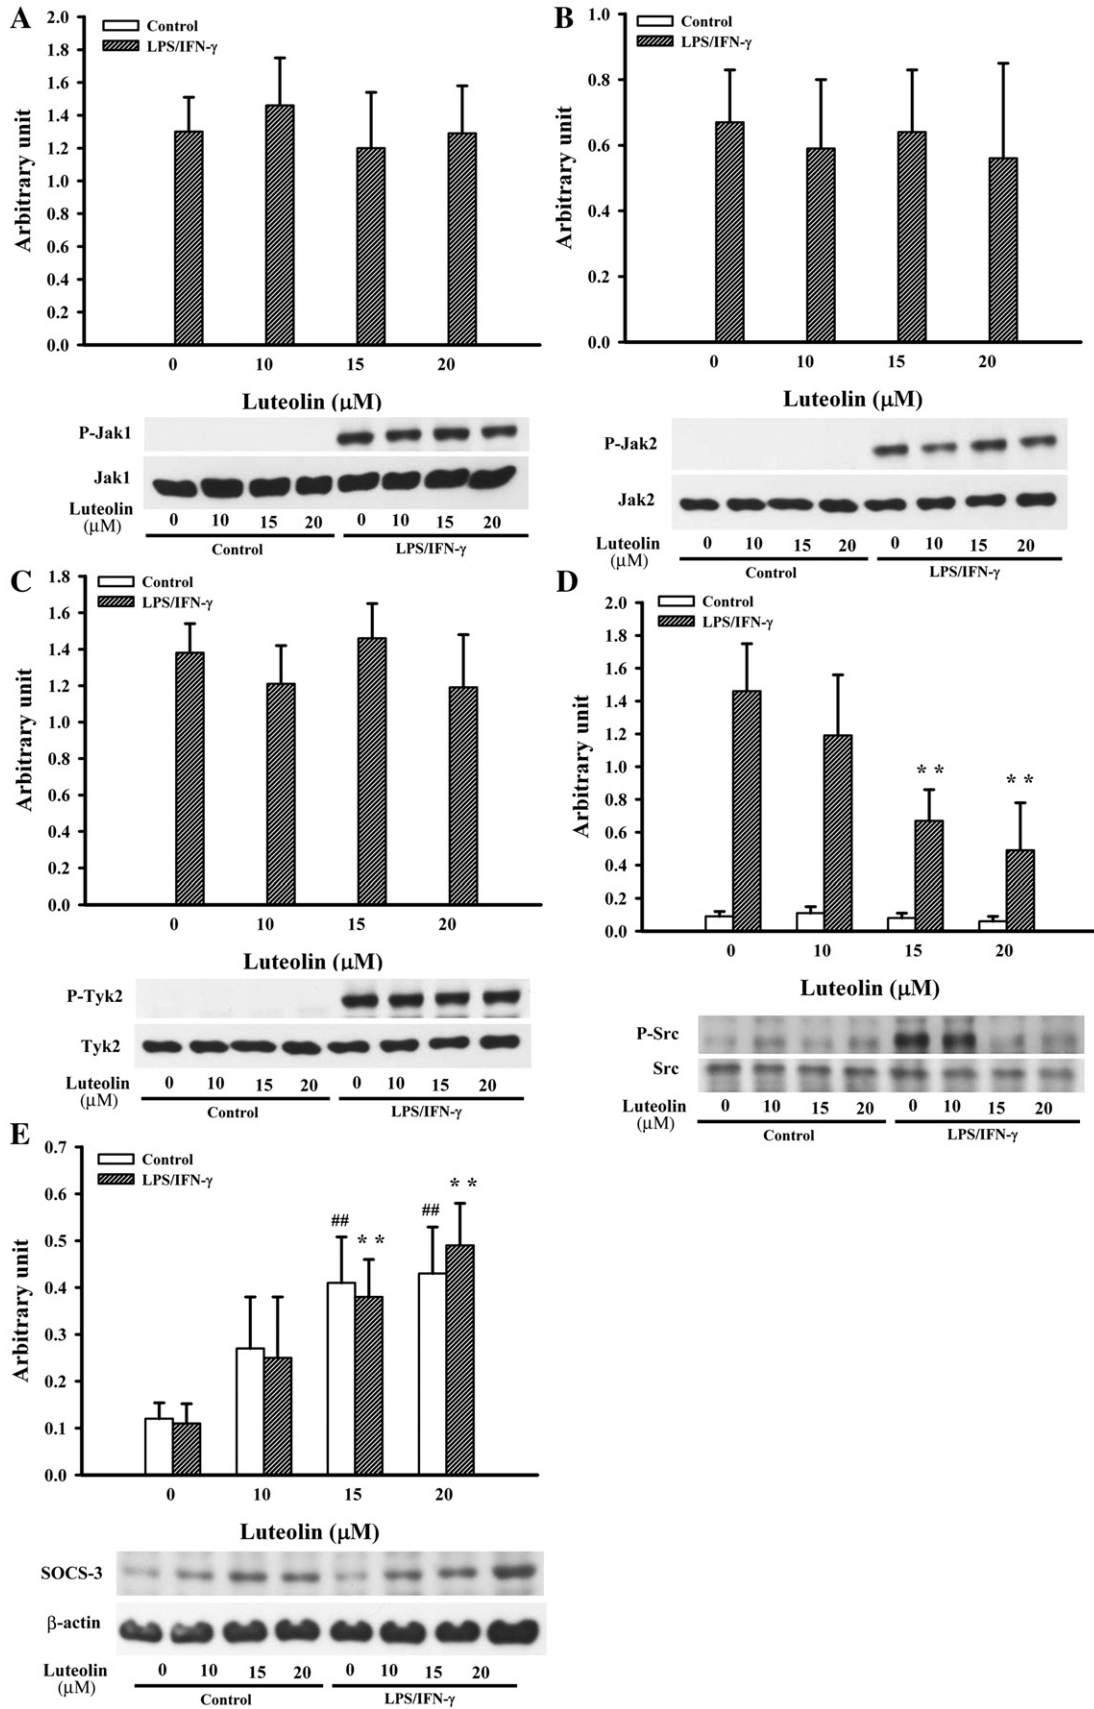 A
2.0
1.8
1.6
1.4
1.2
1.0
0.8
0.6
0.4
0.2
0.0
Arbitrary unit
Control
LPS/IFN-γ
0 10 15 20
Luteolin (μM)
P-Jak1
Jak1
Luteolin
(μM)
0 10 15 20 0 10 15 20
Control LPS/IFN-γ
B
1.0
0.8
0.6
0.4
0.2
0.0
Arbitrary unit
Control
LPS/IFN-γ
0 10 15 20
Luteolin (μM)
P-Jak2
Jak2
Luteolin
(μM)
0 10 15 20 0 10 15 20
Control LPS/IFN-γ
C
1.8
1.6
1.4
1.2
1.0
0.8
0.6
0.4
0.2
0.0
Arbitrary unit
Control
LPS/IFN-γ
0 10 15 20
Luteolin (μM)
P-Tyk2
Tyk2
Luteolin
(μM)
0 10 15 20 0 10 15 20
Control LPS/IFN-γ
D
2.0
1.8
1.6
1.4
1.2
1.0
0.8
0.6
0.4
0.2
0.0
Arbitrary unit
Control
LPS/IFN-γ
* *
* *
0 10 15 20
Luteolin (μM)
P-Src
Src
Luteolin
(μM)
0 10 15 20 0 10 15 20
Control LPS/IFN-γ
E
0.7
0.6
0.5
0.4
0.3
0.2
0.1
0.0
Arbitrary unit
Control
LPS/IFN-γ
## * *
## * *
0 10 15 20
Luteolin (μM)
SOCS-3
β-actin
Luteolin
(μM)
0 10 15 20 0 10 15 20
Control LPS/IFN-γ